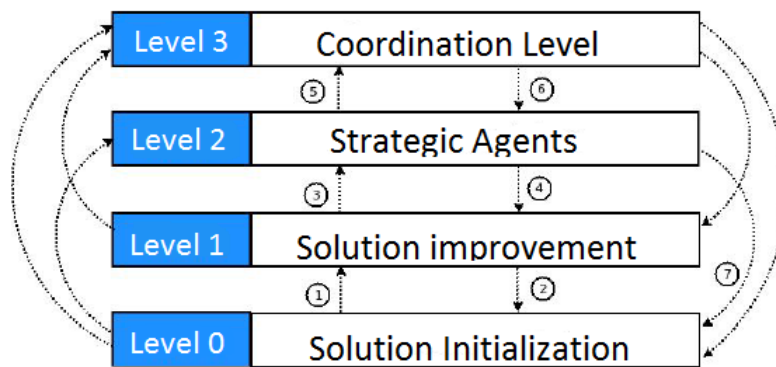 Level 3 Coordination Level
5 6
Level 2 Strategic Agents
3 4
Level 1 Solution improvement
1 2 7
Level 0 Solution Initialization